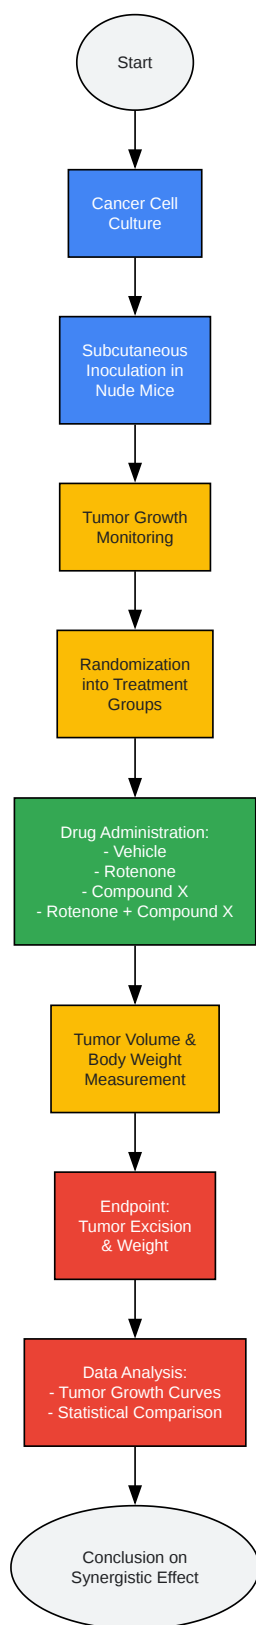 Start
Cancer Cell
Culture
Subcutaneous
Inoculation in
Nude Mice
Tumor Growth
Monitoring
Randomization
into Treatment
Groups
Drug Administration:
- Vehicle
- Rotenone
- Compound X
- Rotenone + Compound X
Tumor Volume &
Body Weight
Measurement
Endpoint:
Tumor Excision
& Weight
Data Analysis:
- Tumor Growth Curves
- Statistical Comparison
Conclusion on
Synergistic Effect